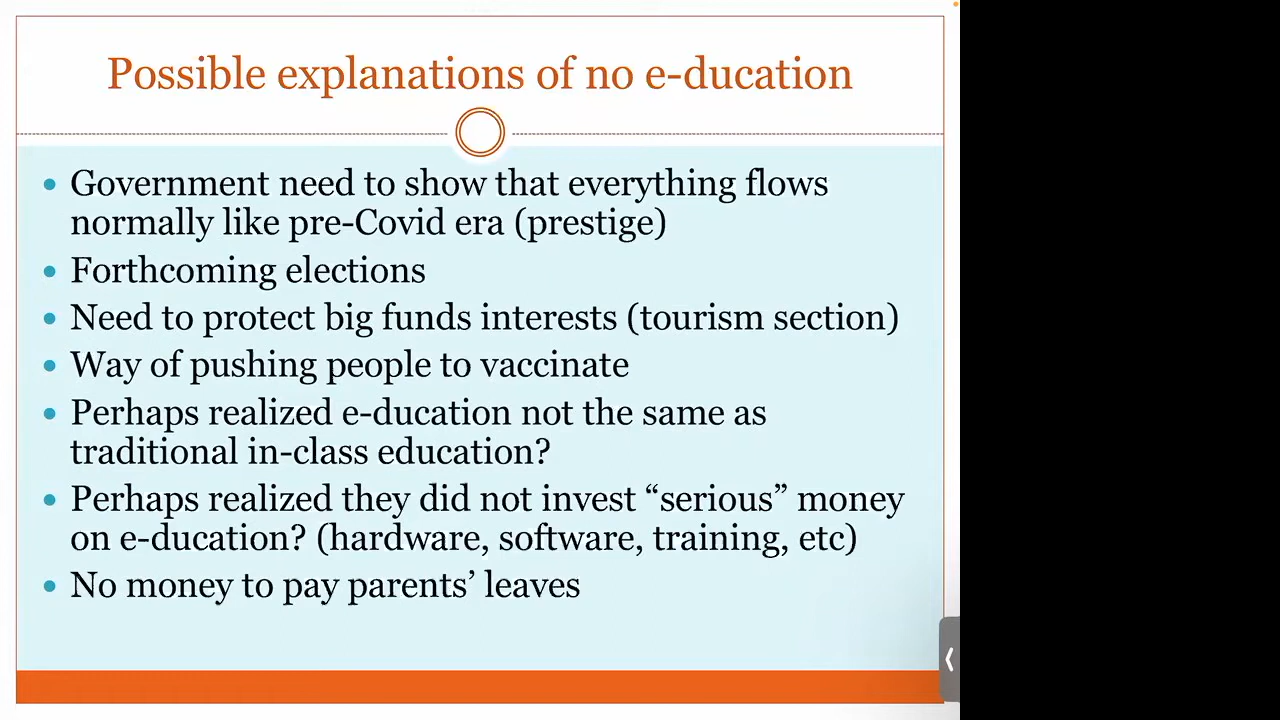 Possible explanations of no e-ducation
• Government need to show that everything flows
normally like pre-Covid era (prestige)
• Forthcoming elections
• Need to protect big funds interests (tourism section)
• Way of pushing people to vaccinate
• Perhaps realized e-ducation not the same as
traditional in-class education?
• Perhaps realized they did not invest “serious” money
on e-ducation? (hardware, software, training, etc)
• No money to pay parents’ leaves